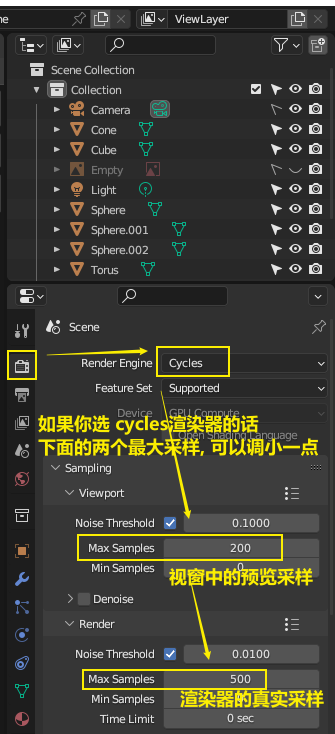 ne
ViewLayer
Scene Collection
Collection
Camera
Cone
Cube
Empty
Light
Sphere
Sphere.001
Sphere.002
Torus
Scene
Render Engine Cycles
Feature Set Supported
Device GPU Compute
Open Shading Language
如果你选 cycles渲染器的话
下面的两个最大采样, 可以调小一点
Sampling
Viewport
Noise Threshold 0.1000
Max Samples 200
Min Samples 0
视窗中的预览采样
Denoise
Render
Noise Threshold 0.0100
Max Samples 500
Min Samples
渲染器的真实采样
Time Limit 0 sec